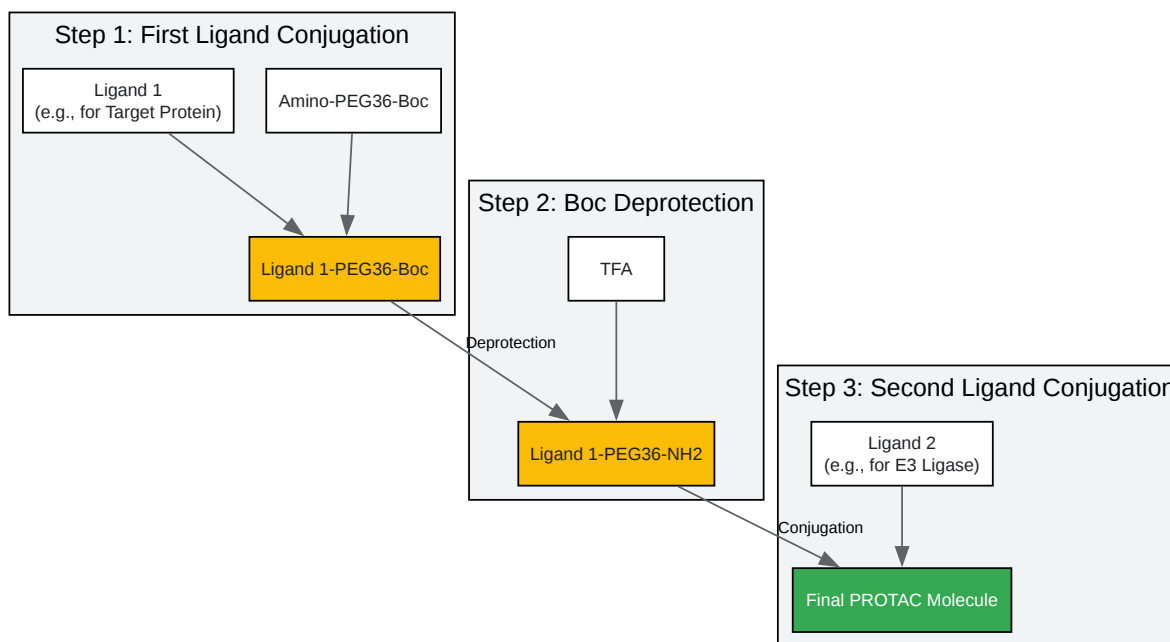 Step 1: First Ligand Conjugation
Ligand 1
(e.g., for Target Protein)
Amino-PEG36-Boc
Ligand 1-PEG36-Boc
Deprotection
Step 2: Boc Deprotection
TFA
Ligand 1-PEG36-NH2
Conjugation
Step 3: Second Ligand Conjugation
Ligand 2
(e.g., for E3 Ligase)
Final PROTAC Molecule